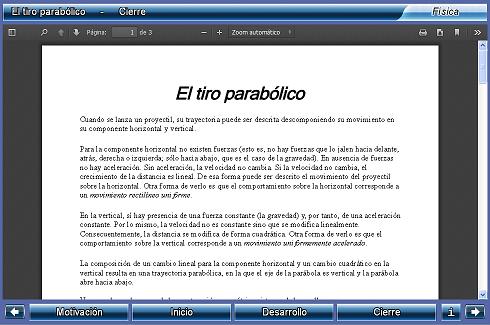 El tiro parabólico - Cierre
Física
Página: 1 de 3
Zoom automático
El tiro parabólico
Cuando se lanza un proyectil, su trayectoria puede ser descrita descomponiendo su movimiento en
su componente horizontal y vertical.
Para la componente horizontal no existen fuerzas (esto es, no hay fuerzas que lo jalen hacia delante,
atrás, derecha o izquierda; sólo hacia abajo, que es el caso de la gravedad). En ausencia de fuerzas
no hay aceleración. Sin aceleración, la velocidad no cambia. Si la velocidad no cambia, el
crecimiento de la distancia es lineal. De esa forma puede ser descrito el movimiento del proyectil
sobre la horizontal. Otra forma de verlo es que el comportamiento sobre la horizontal corresponde a
un movimiento rectilíneo uniforme.
En la vertical, sí hay presencia de una fuerza constante (la gravedad) y, por tanto, de una aceleración
constante. Por lo mismo, la velocidad no es constante sino que se modifica linealmente.
Consecuentemente, la distancia se modifica de forma cuadrática. Otra forma de verlo es que el
comportamiento sobre la vertical corresponde a un movimiento uniformemente acelerado.
La composición de un cambio lineal para la componente horizontal y un cambio cuadrático en la
vertical resulta en una trayectoria parabólica, en la que el eje de la parábola es vertical y la parábola
abre hacia abajo.
Motivación
Inicio
Desarrollo
Cierre
i